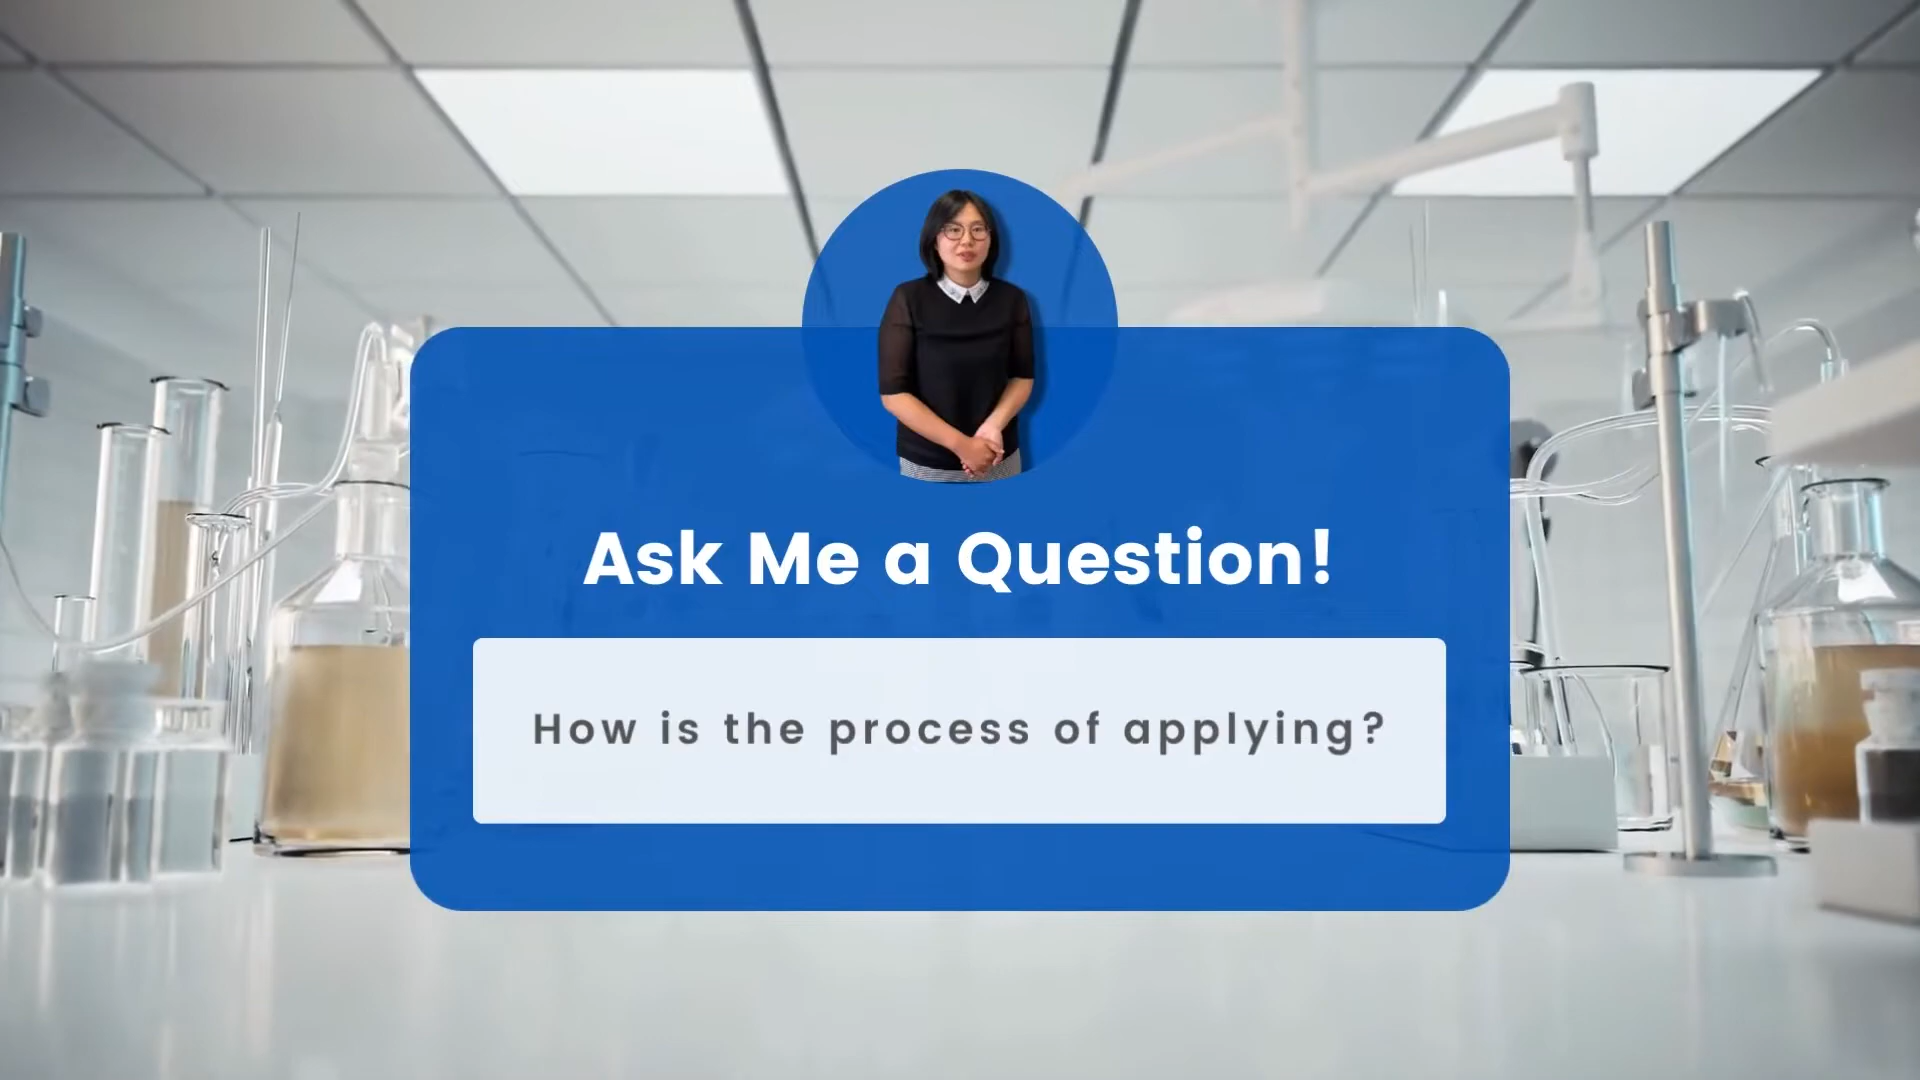 Ask Me a Question!
How is the process of applying?